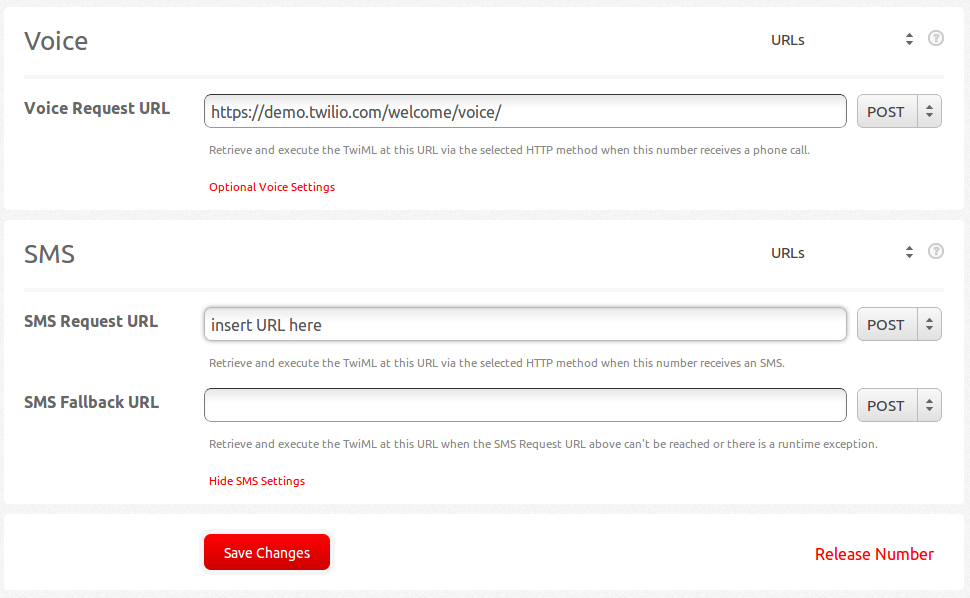 Voice
URLs
Voice Request URL
https://demo.twilio.com/welcome/voice/
POST
Retrieve and execute the TwiML at this URL via the selected HTTP method when this number receives a phone call.
Optional Voice Settings
SMS
URLs
SMS Request URL
insert URL here
POST
Retrieve and execute the TwiML at this URL via the selected HTTP method when this number receives an SMS.
SMS Fallback URL
POST
Retrieve and execute the TwiML at this URL when the SMS Request URL above can't be reached or there is a runtime exception.
Hide SMS Settings
Save Changes
Release Number